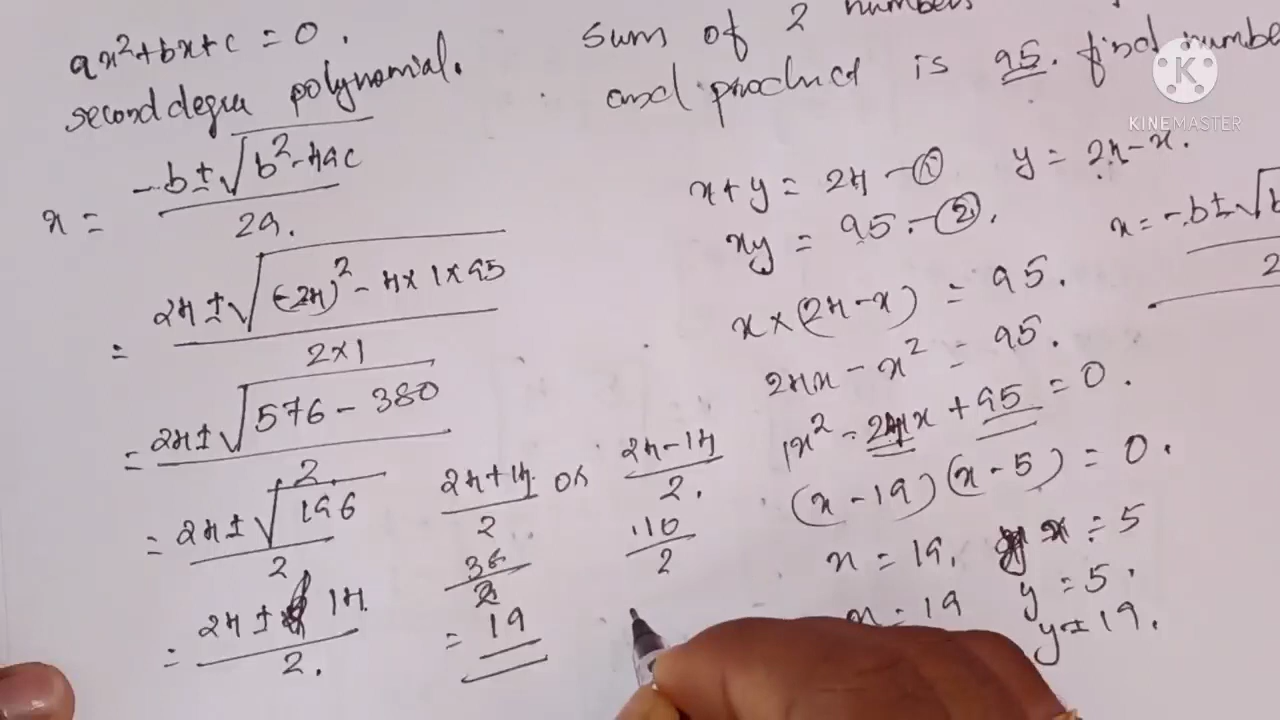 ax²+bx+c = 0.
second degree polynomial.
x = -b ± √b² - 4ac / 2a.
= 24 ± √(-24)² - 4×1×95 / 2×1
= 24 ± √576 - 380 / 2.
= 24 ± √196 / 2
= 24 ± 14 / 2.
24+14 / 2 or 24-14 / 2.
38 / 2
10 / 2
= 19
sum of 2 numbers
and product is 95. find numbe
KINEMASTER
x+y = 24 - ①
y = 24-x.
xy = 95. - ②.
x = -b ± √b / 2
x × (24-x) = 95.
24x - x² = 95.
1x² - 24x + 95 = 0.
(x-19)(x-5) = 0.
x = 19, x = 5
x = 19 y = 5.
y = 19.